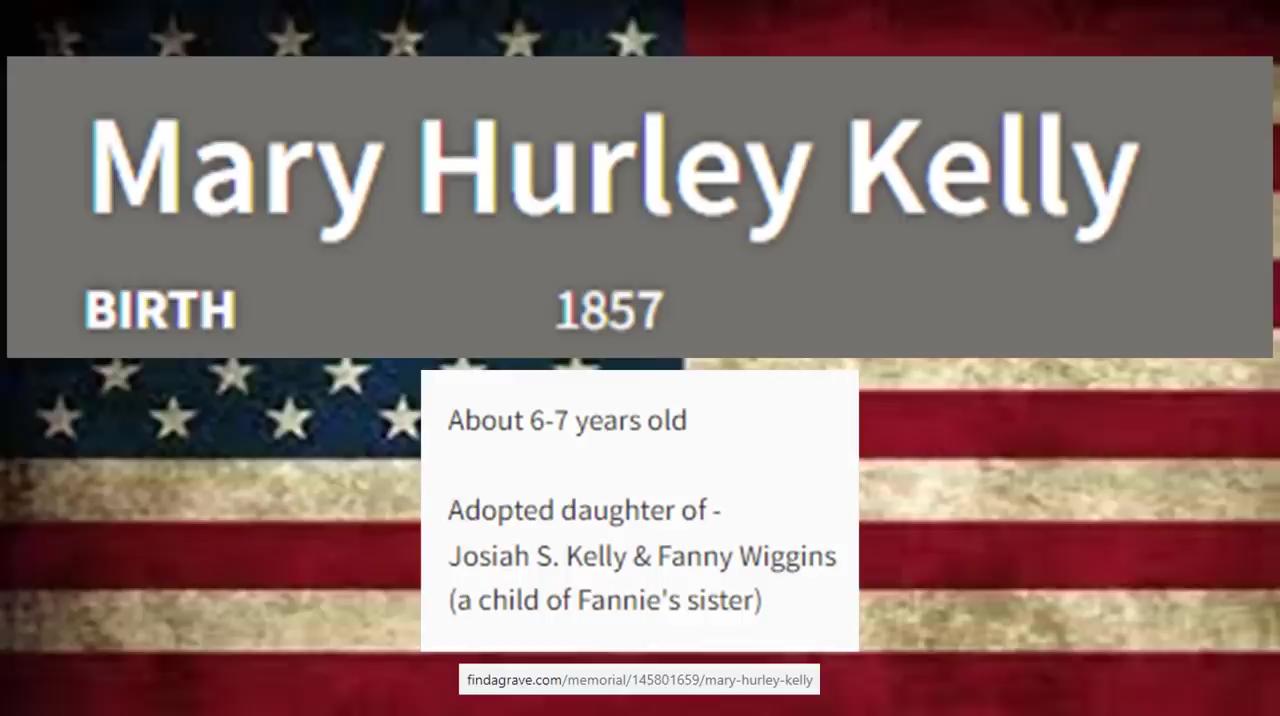 Mary Hurley Kelly
BIRTH 1857
About 6-7 years old
Adopted daughter of -
Josiah S. Kelly & Fanny Wiggins
(a child of Fannie's sister)
findagrave.com/memorial/145801659/mary-hurley-kelly